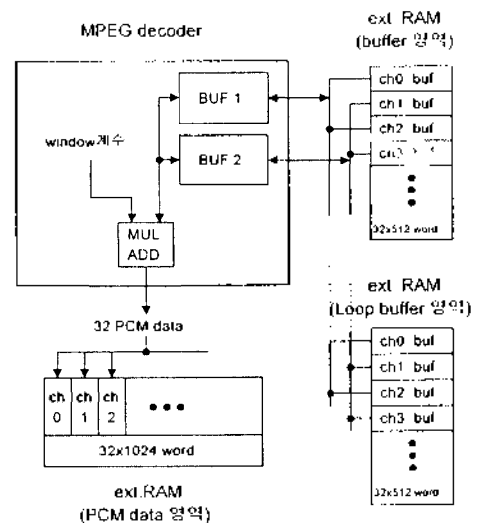 MPEG decoder
ext. RAM
(buffer 영역)
BUF 1
BUF 2
window계수
MUL
ADD
ch0 buf
ch1 buf
ch2 buf
ch3
32x512 word
32 PCM data
ext. RAM
(Loop buffer 영역)
ch0 buf
ch1 buf
ch2 buf
ch3 buf
32x512 word
ch 0
ch 1
ch 2
32x1024 word
ext.RAM
(PCM data 영역)